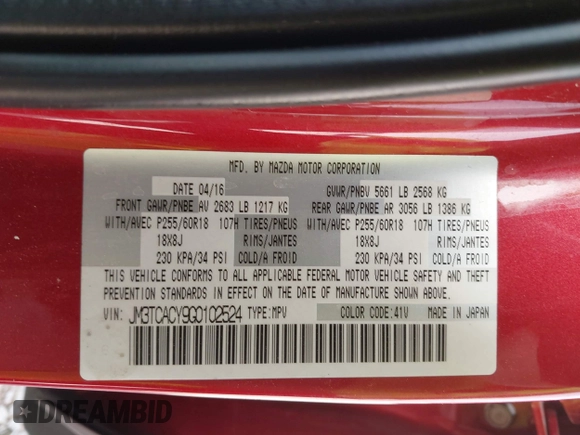 MFD. BY MAZDA MOTOR CORPORATION
DATE 04/16 GVWR/PNBV 5661 LB 2568 KG
FRONT GAWR/PNBE AV 2683 LB 1217 KG REAR GAWR/PNBE AR 3056 LB 1386 KG
WITH/AVEC P255/60R18 107H TIRES/PNEUS WITH/AVEC P255/60R18 107H TIRES/PNEUS
18X8J RIMS/JANTES 18X8J RIMS/JANTES
230 KPA/34 PSI COLD/A FROID 230 KPA/34 PSI COLD/A FROID
THIS VEHICLE CONFORMS TO ALL APPLICABLE FEDERAL MOTOR VEHICLE SAFETY AND THEFT
PREVENTION STANDARDS IN EFFECT ON THE DATE OF MANUFACTURE SHOWN ABOVE.
VIN: JM3TCACY9G0102524 TYPE:MPV COLOR CODE:41V MADE IN JAPAN
DREAMBID